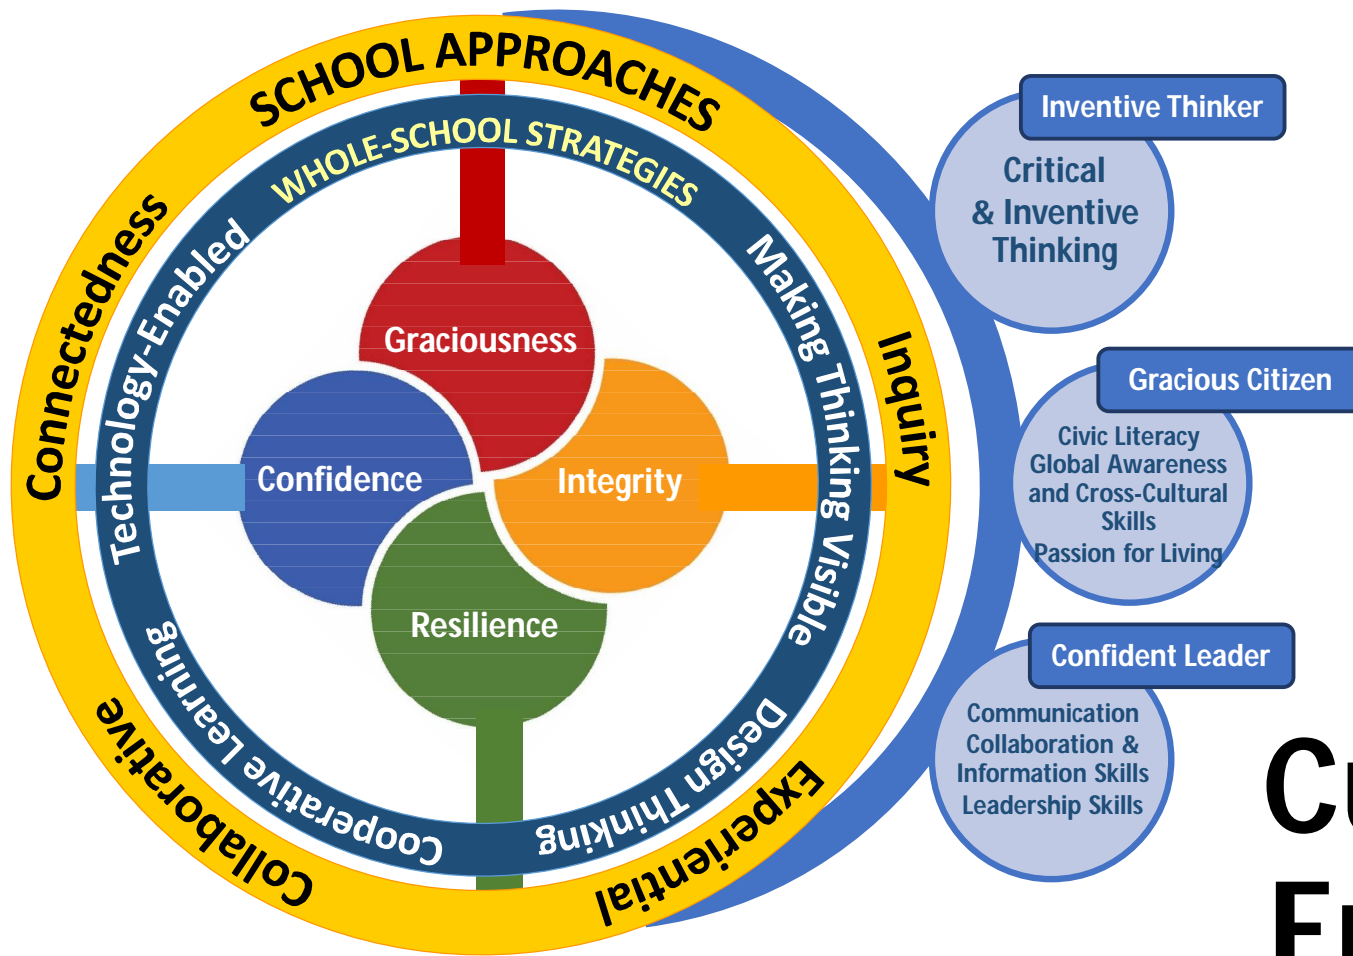 SCHOOL APPROACHES
Connectedness
Inquiry
Experiential
Collaborative
WHOLE-SCHOOL STRATEGIES
Technology-Enabled
Making Thinking Visible
Design Thinking
Cooperative Learning
Graciousness
Confidence
Integrity
Resilience
Inventive Thinker
Critical
& Inventive
Thinking
Gracious Citizen
Civic Literacy
Global Awareness
and Cross-Cultural
Skills
Passion for Living
Confident Leader
Communication
Collaboration &
Information Skills
Leadership Skills